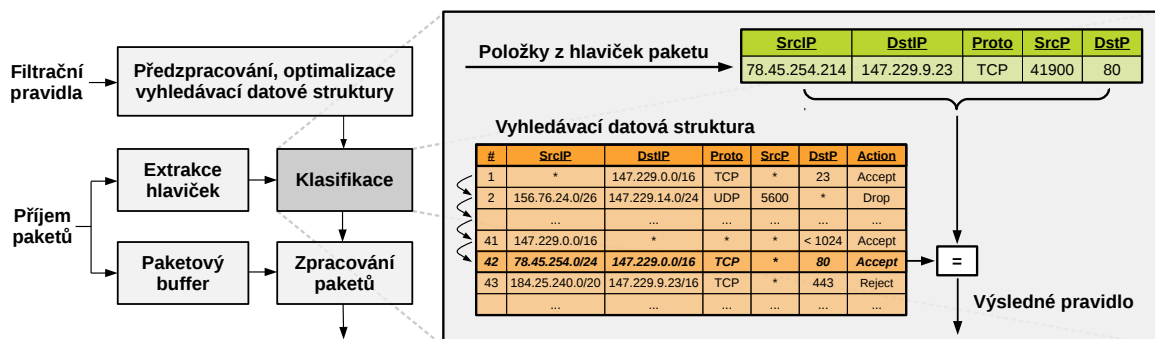 Filtrační
pravidla
Předzpracování, optimalizace
vyhledávací datové struktury
Extrakce
hlaviček
Klasifikace
Příjem
paketů
Paketový
buffer
Zpracování
paketů
Položky z hlaviček paketu
SrcIP DstIP Proto SrcP DstP
78.45.254.214 147.229.9.23 TCP 41900 80
Vyhledávací datová struktura
# SrcIP DstIP Proto SrcP DstP Action
1 * 147.229.0.0/16 TCP * 23 Accept
2 156.76.24.0/26 147.229.14.0/24 UDP 5600 * Drop
... ... ... ... ...
41 147.229.0.0/16 * * * < 1024 Accept
42 78.45.254.0/24 147.229.0.0/16 TCP * 80 Accept
43 184.25.240.0/20 147.229.9.23/16 TCP * 443 Reject
... ... ... ... ...
=
Výsledné pravidlo